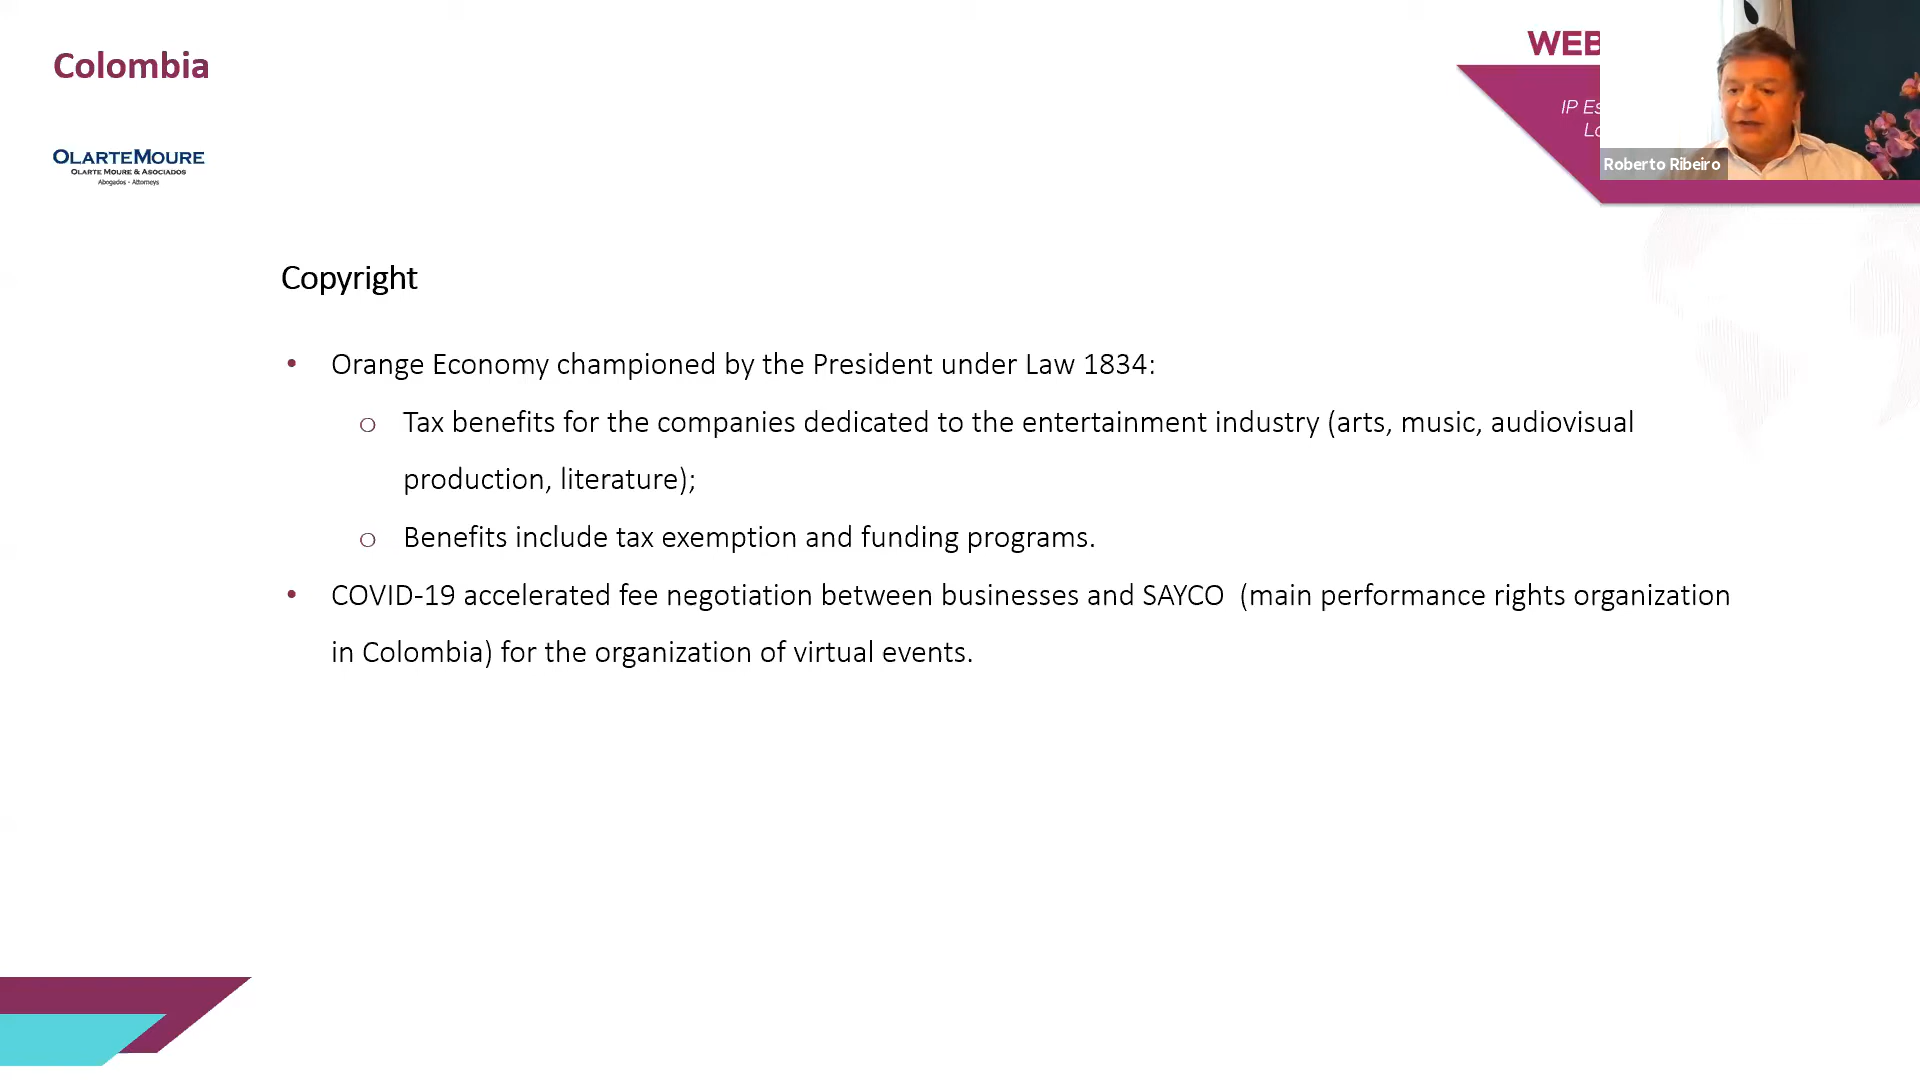 Colombia
WEB
IP Es
Lo
Roberto Ribeiro
OLARTEMOURE
OLARTE MOURE & ASOCIADOS
Abogados - Attorneys
Copyright
• Orange Economy championed by the President under Law 1834:
o Tax benefits for the companies dedicated to the entertainment industry (arts, music, audiovisual
production, literature);
o Benefits include tax exemption and funding programs.
• COVID-19 accelerated fee negotiation between businesses and SAYCO (main performance rights organization
in Colombia) for the organization of virtual events.